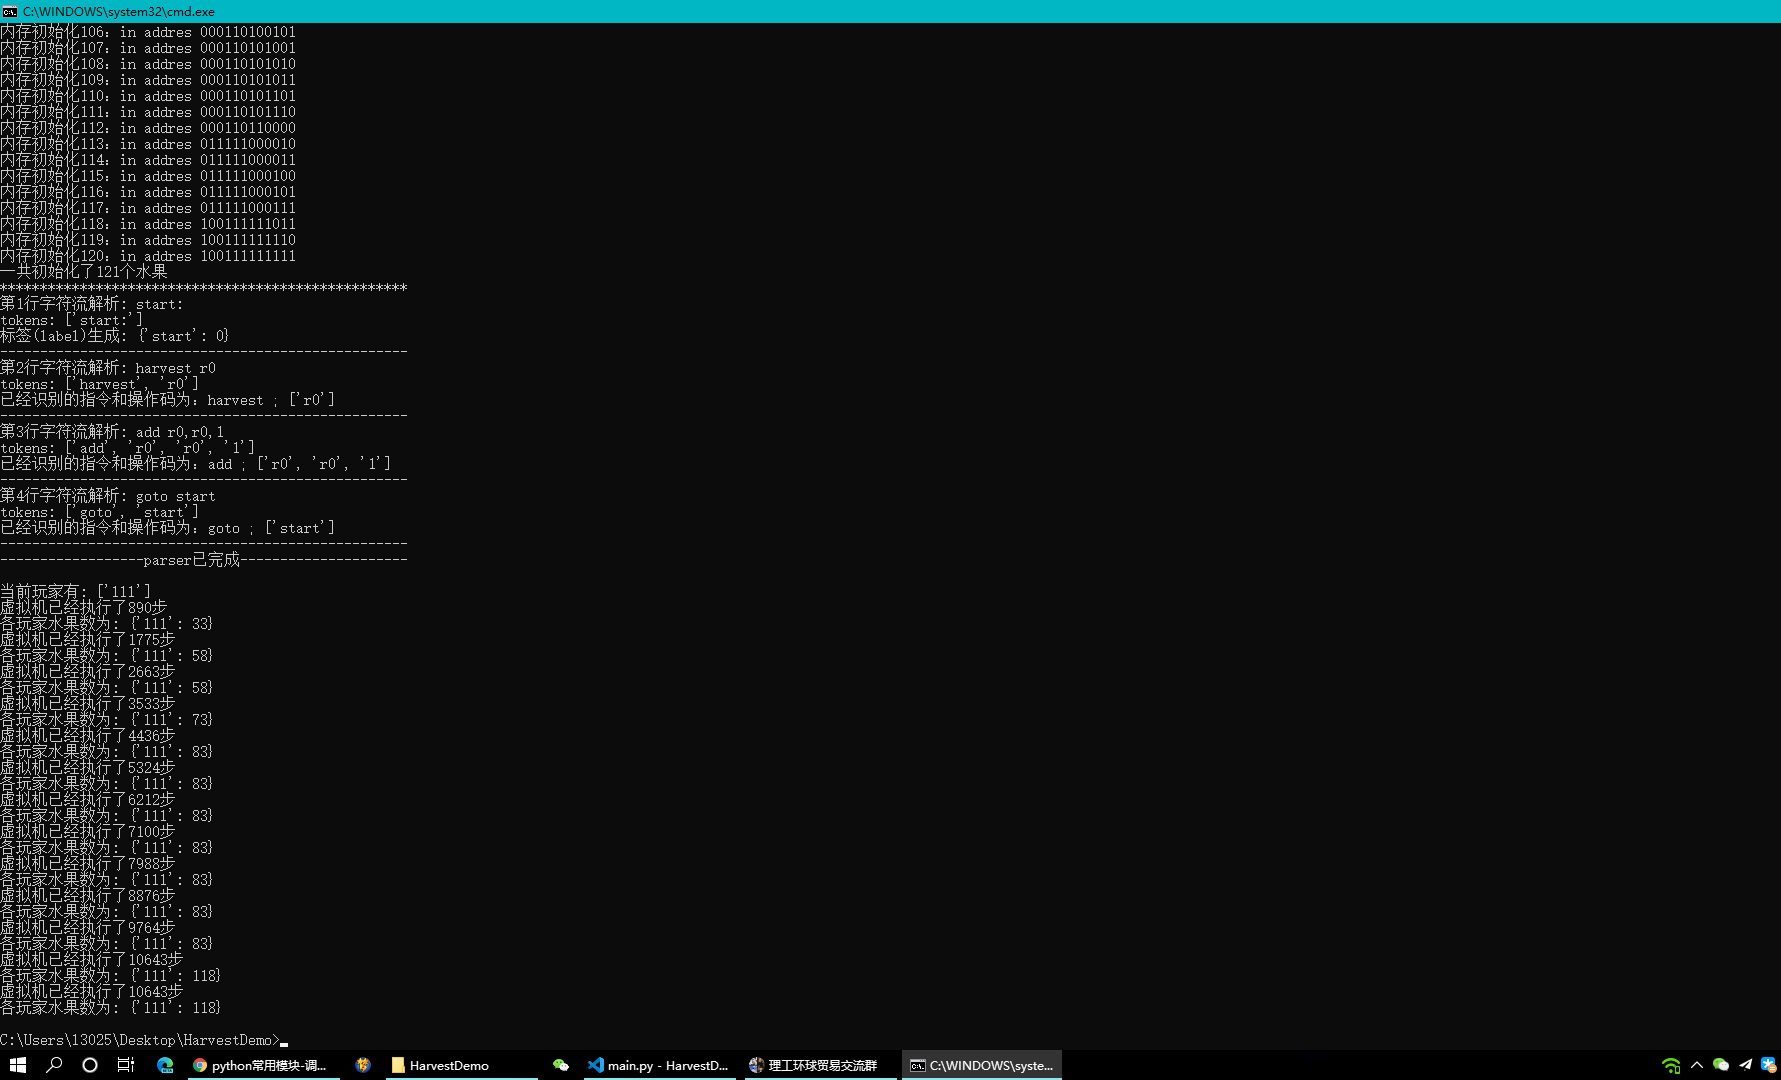 C:\WINDOWS\system32\cmd.exe
内存初始化106: in addres 000110100101
内存初始化107: in addres 000110101001
内存初始化108: in addres 000110101010
内存初始化109: in addres 000110101011
内存初始化110: in addres 000110101101
内存初始化111: in addres 000110101110
内存初始化112: in addres 000110110000
内存初始化113: in addres 011111000010
内存初始化114: in addres 011111000011
内存初始化115: in addres 011111000100
内存初始化116: in addres 011111000101
内存初始化117: in addres 011111000111
内存初始化118: in addres 100111111011
内存初始化119: in addres 100111111110
内存初始化120: in addres 100111111111
一共初始化了121个水果
***************************************************
第1行字符流解析: start:
tokens: ['start:']
标签(label)生成: {'start': 0}
---------------------------------------------------
第2行字符流解析: harvest r0
tokens: ['harvest', 'r0']
已经识别的指令和操作码为: harvest ; ['r0']
---------------------------------------------------
第3行字符流解析: add r0,r0,1
tokens: ['add', 'r0', 'r0', '1']
已经识别的指令和操作码为: add ; ['r0', 'r0', '1']
---------------------------------------------------
第4行字符流解析: goto start
tokens: ['goto', 'start']
已经识别的指令和操作码为: goto ; ['start']
---------------------------------------------------
------------------parser已完成---------------------
当前玩家有: ['111']
虚拟机已经执行了890步
各玩家水果数为: {'111': 33}
虚拟机已经执行了1775步
各玩家水果数为: {'111': 58}
虚拟机已经执行了2663步
各玩家水果数为: {'111': 58}
虚拟机已经执行了3533步
各玩家水果数为: {'111': 73}
虚拟机已经执行了4436步
各玩家水果数为: {'111': 83}
虚拟机已经执行了5324步
各玩家水果数为: {'111': 83}
虚拟机已经执行了6212步
各玩家水果数为: {'111': 83}
虚拟机已经执行了7100步
各玩家水果数为: {'111': 83}
虚拟机已经执行了7988步
各玩家水果数为: {'111': 83}
虚拟机已经执行了8876步
各玩家水果数为: {'111': 83}
虚拟机已经执行了9764步
各玩家水果数为: {'111': 83}
虚拟机已经执行了10643步
各玩家水果数为: {'111': 118}
虚拟机已经执行了10643步
各玩家水果数为: {'111': 118}
C:\Users\13025\Desktop\HarvestDemo>
python常用模块-调... HarvestDemo main.py - HarvestD... 理工环球贸易交流群 C:\WINDOWS\syste...